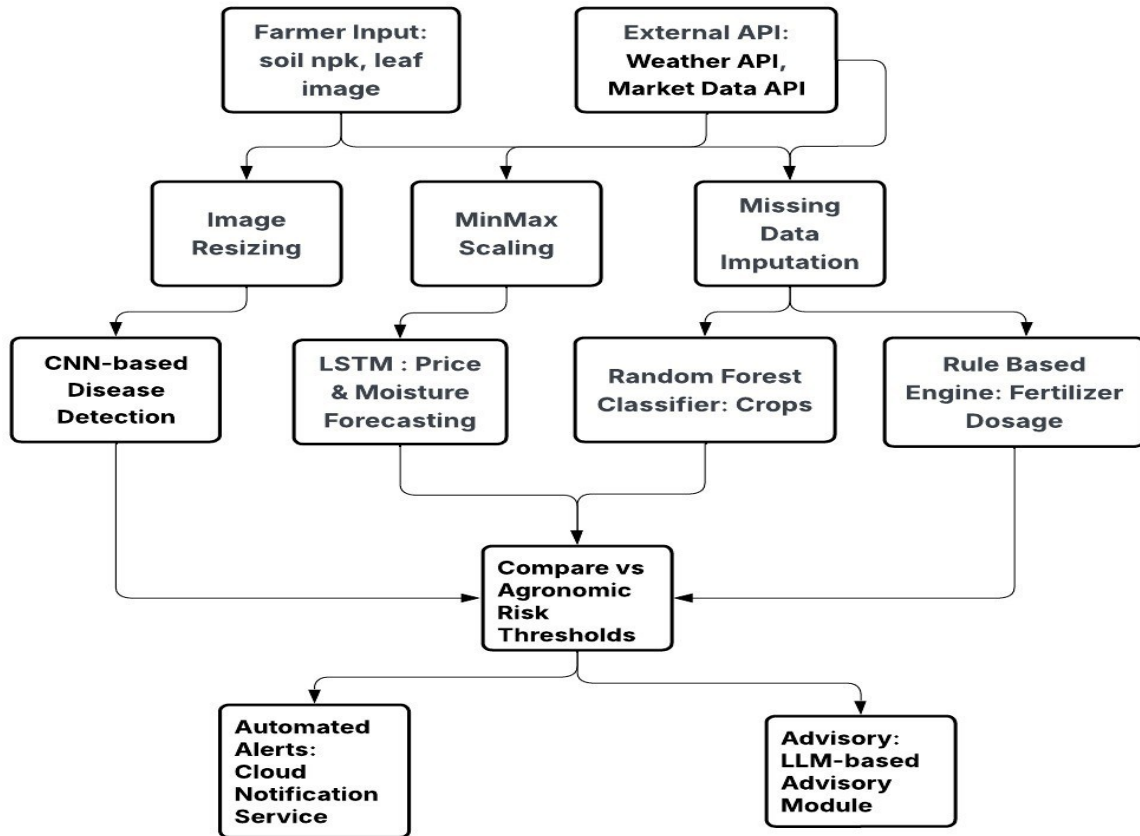 Farmer Input:
soil npk, leaf
image
External API:
Weather API,
Market Data API
Image
Resizing
MinMax
Scaling
Missing
Data
Imputation
CNN-based
Disease
Detection
LSTM : Price
& Moisture
Forecasting
Random Forest
Classifier: Crops
Rule Based
Engine: Fertilizer
Dosage
Compare vs
Agronomic
Risk
Thresholds
Automated
Alerts:
Cloud
Notification
Service
Advisory:
LLM-based
Advisory
Module